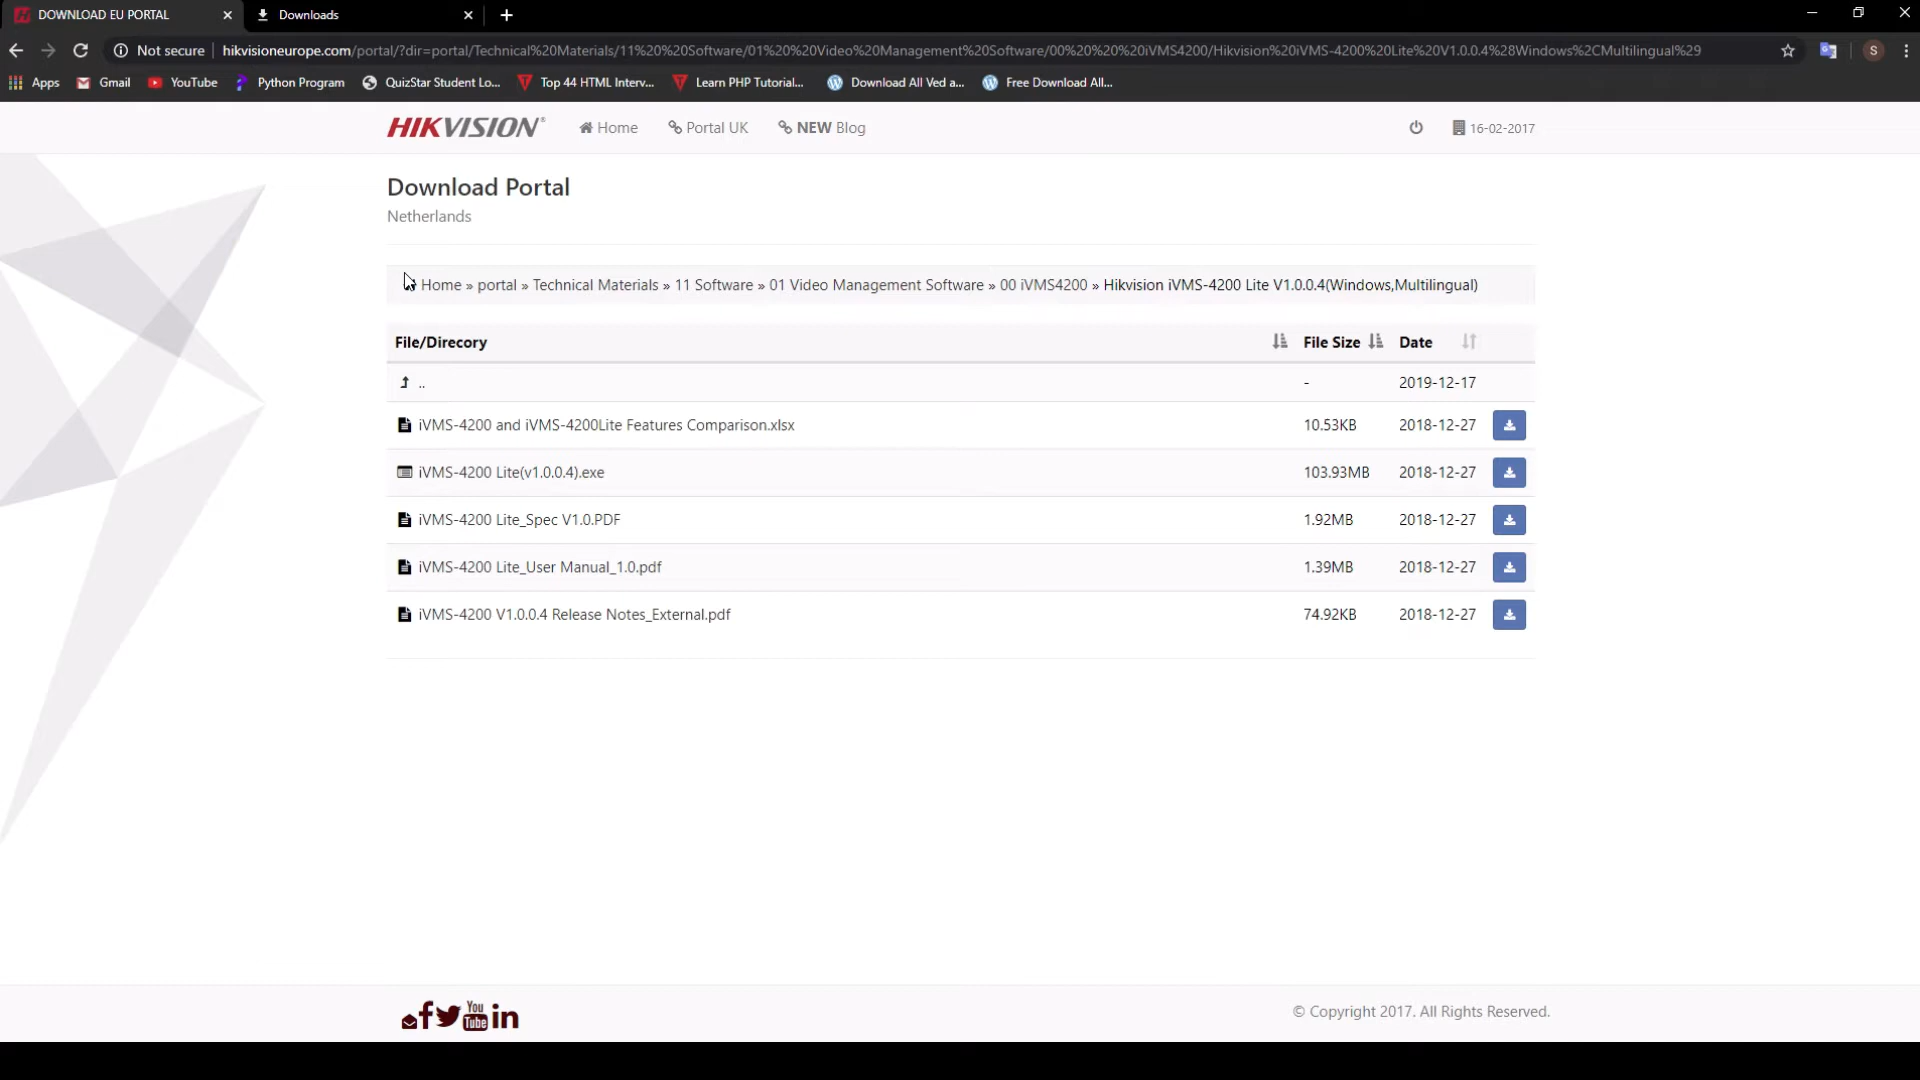 DOWNLOAD EU PORTAL
Downloads
Not secure
hikvisioneurope.com/portal/?dir=portal/Technical%20Materials/11%20%20Software/01%20%20Video%20Management%20Software/00%20%20%20iVMS4200/Hikvision%20iVMS-4200%20Lite%20V1.0.0.4%28Windows%2CMultilingual%29
S
Apps
Gmail
YouTube
Python Program
QuizStar Student Lo...
Top 44 HTML Interv...
Learn PHP Tutorial...
Download All Ved a...
Free Download All...
HIKVISION®
Home
Portal UK
NEW Blog
16-02-2017
Download Portal
Netherlands
Home » portal » Technical Materials » 11 Software » 01 Video Management Software » 00 iVMS4200 » Hikvision iVMS-4200 Lite V1.0.0.4(Windows,Multilingual)
File/Direcory File Size Date
.. - 2019-12-17
iVMS-4200 and iVMS-4200Lite Features Comparison.xlsx 10.53KB 2018-12-27
iVMS-4200 Lite(v1.0.0.4).exe 103.93MB 2018-12-27
iVMS-4200 Lite_Spec V1.0.PDF 1.92MB 2018-12-27
iVMS-4200 Lite_User Manual_1.0.pdf 1.39MB 2018-12-27
iVMS-4200 V1.0.0.4 Release Notes_External.pdf 74.92KB 2018-12-27
You
Tube
in
© Copyright 2017. All Rights Reserved.